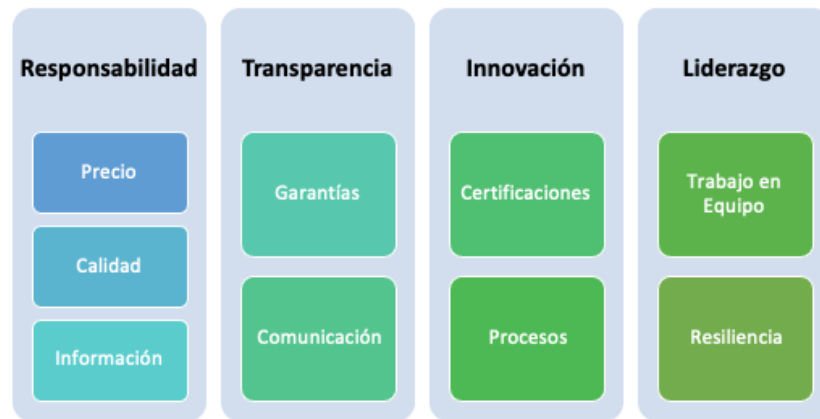 Responsabilidad
Precio
Calidad
Información
Transparencia
Garantías
Comunicación
Innovación
Certificaciones
Procesos
Liderazgo
Trabajo en
Equipo
Resiliencia